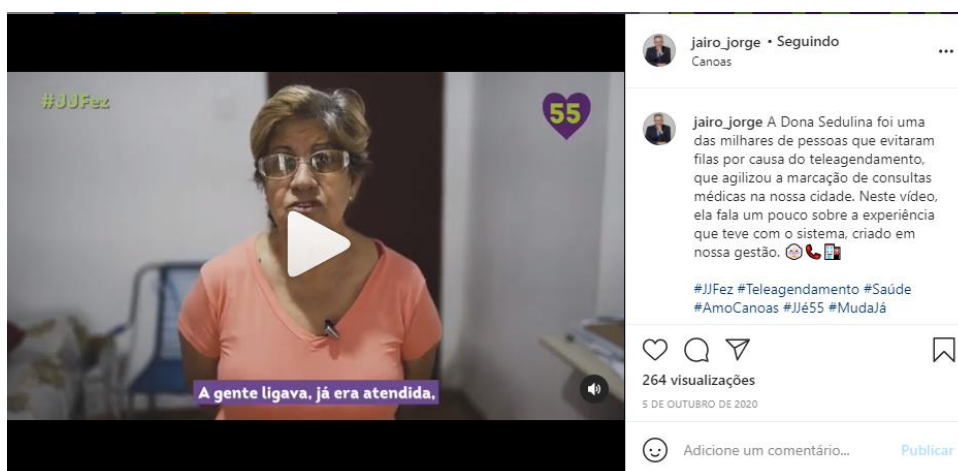 #JJFez
55
A gente ligava, já era atendida,
jairo_jorge • Seguindo
Canoas
jairo_jorge A Dona Sedulina foi uma
das milhares de pessoas que evitaram
filas por causa do teleagendamento,
que agilizou a marcação de consultas
médicas na nossa cidade. Neste vídeo,
ela fala um pouco sobre a experiência
que teve com o sistema, criado em
nossa gestão.
#JJFez #Teleagendamento #Saúde
#AmoCanoas #JJé55 #MudaJá
264 visualizações
5 DE OUTUBRO DE 2020
Adicione um comentário... Publicar